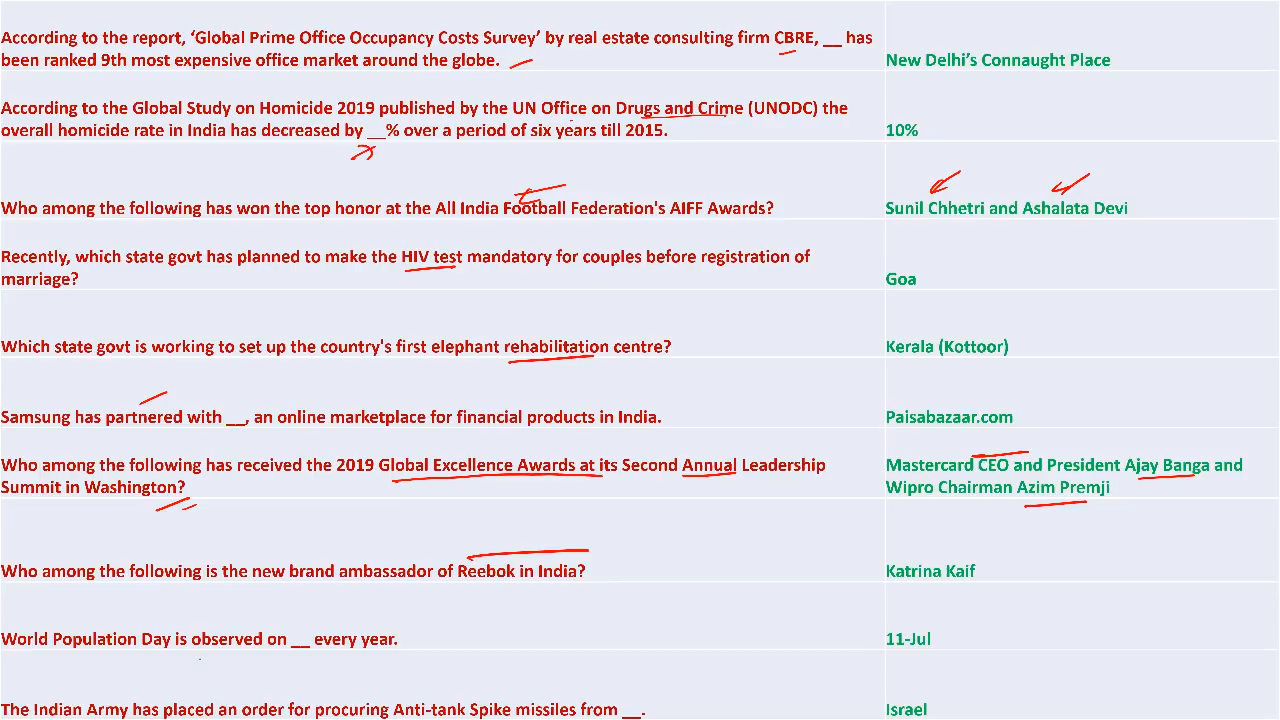 According to the report, ‘Global Prime Office Occupancy Costs Survey’ by real estate consulting firm CBRE, __ has
been ranked 9th most expensive office market around the globe.
New Delhi’s Connaught Place
According to the Global Study on Homicide 2019 published by the UN Office on Drugs and Crime (UNODC) the
overall homicide rate in India has decreased by __% over a period of six years till 2015.
10%
Who among the following has won the top honor at the All India Football Federation's AIFF Awards?
Sunil Chhetri and Ashalata Devi
Recently, which state govt has planned to make the HIV test mandatory for couples before registration of
marriage?
Goa
Which state govt is working to set up the country's first elephant rehabilitation centre?
Kerala (Kottoor)
Samsung has partnered with __, an online marketplace for financial products in India.
Paisabazaar.com
Who among the following has received the 2019 Global Excellence Awards at its Second Annual Leadership
Summit in Washington?
Mastercard CEO and President Ajay Banga and
Wipro Chairman Azim Premji
Who among the following is the new brand ambassador of Reebok in India?
Katrina Kaif
World Population Day is observed on __ every year.
11-Jul
The Indian Army has placed an order for procuring Anti-tank Spike missiles from __.
Israel